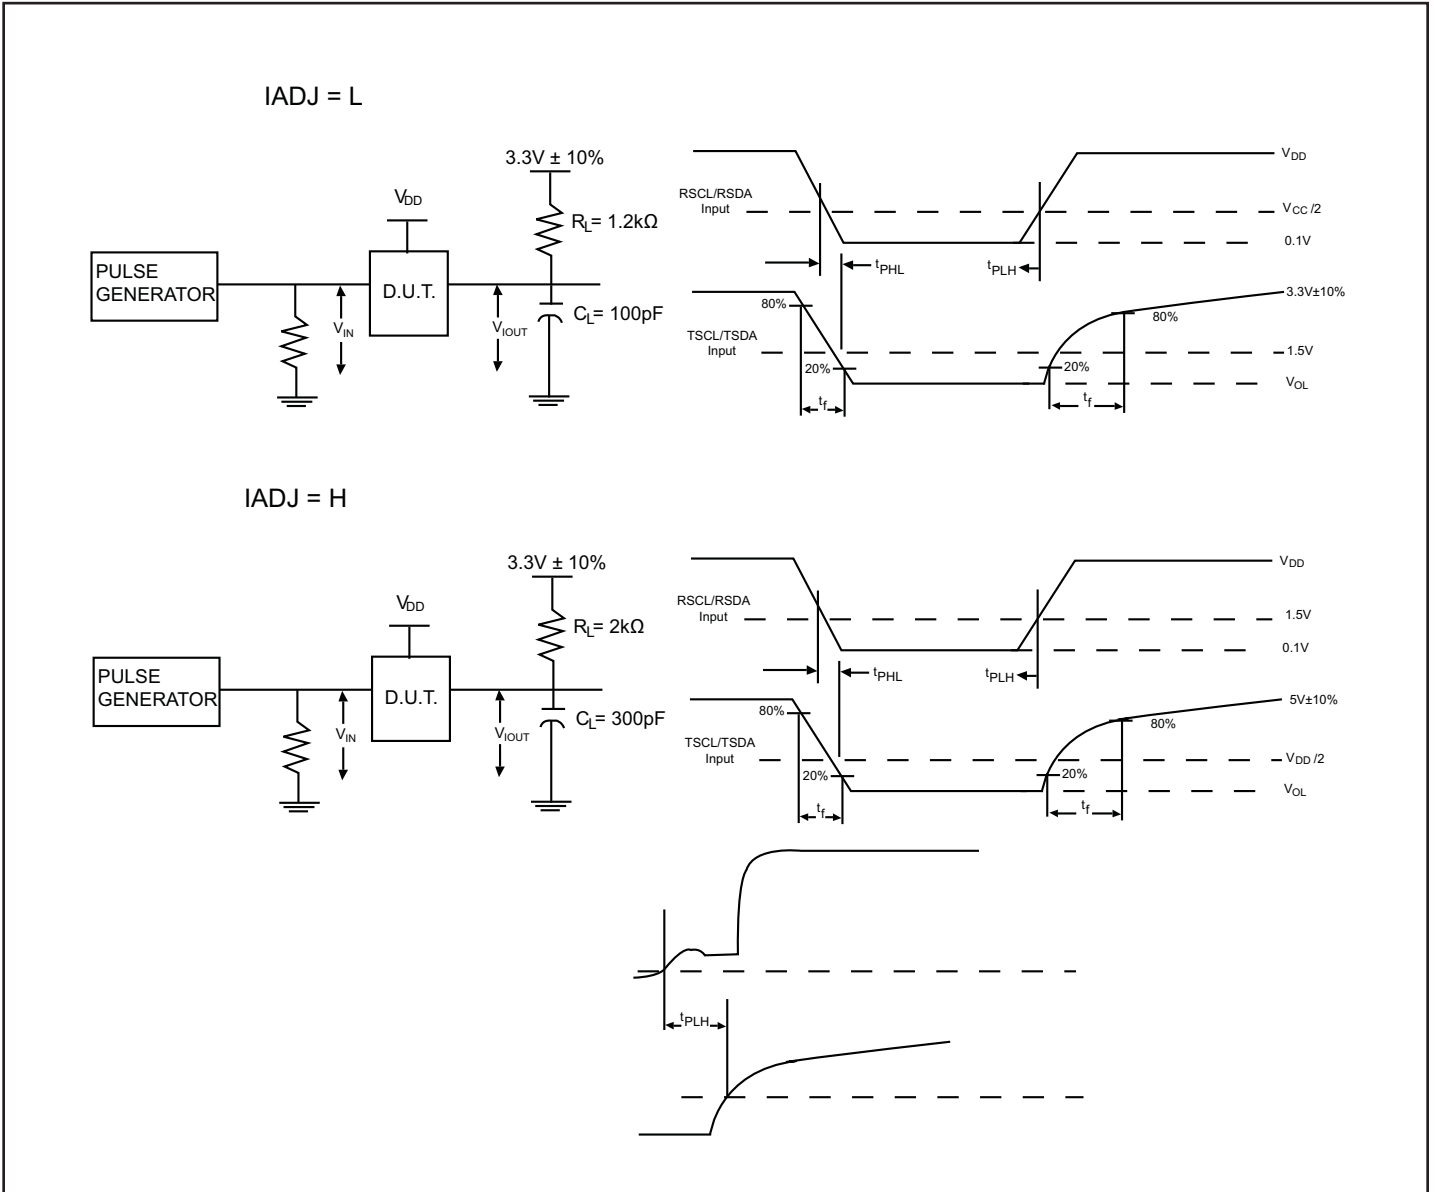 IADJ = L
3.3V ± 10%
VDD
RL= 1.2kΩ
PULSE
GENERATOR
D.U.T.
VIN
VIOUT
CL= 100pF
RSCL/RSDA
Input
VDD
VCC /2
0.1V
tPHL
tPLH
80%
TSCL/TSDA
Input
20%
tf
3.3V±10%
80%
1.5V
20%
VOL
tf
IADJ = H
3.3V ± 10%
VDD
RL= 2kΩ
PULSE
GENERATOR
D.U.T.
VIN
VIOUT
CL= 300pF
RSCL/RSDA
Input
VDD
1.5V
0.1V
tPHL
tPLH
80%
TSCL/TSDA
Input
20%
tf
5V±10%
80%
VDD /2
20%
VOL
tf
tPLH